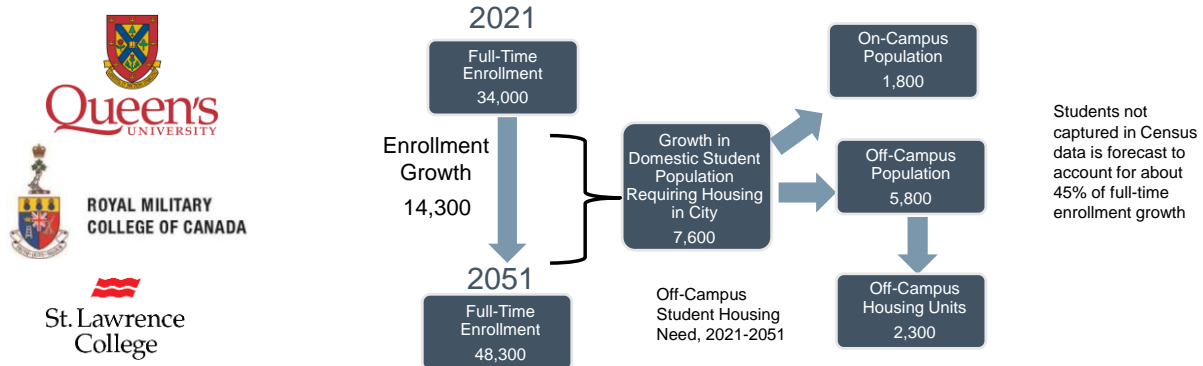 Queen's
UNIVERSITY
ROYAL MILITARY
COLLEGE OF CANADA
St. Lawrence
College
2021
Full-Time
Enrollment
34,000
Enrollment
Growth
14,300
2051
Full-Time
Enrollment
48,300
Growth in
Domestic Student
Population
Requiring Housing
in City
7,600
On-Campus
Population
1,800
Off-Campus
Population
5,800
Off-Campus
Housing Units
2,300
Off-Campus
Student Housing
Need, 2021-2051
Students not
captured in Census
data is forecast to
account for about
45% of full-time
enrollment growth